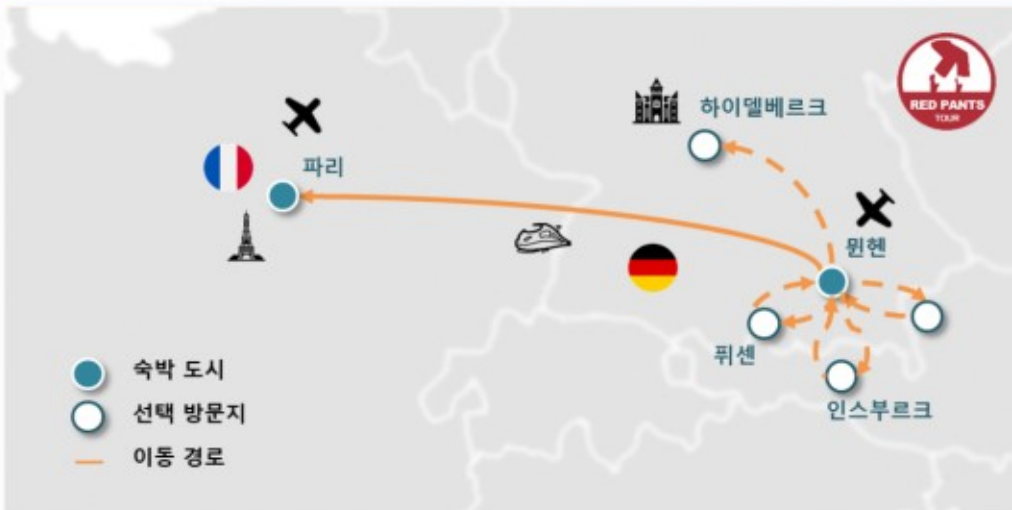 하이델베르크
RED PANTS
TOUR
파리
뮌헨
퓌센
숙박 도시
선택 방문지
인스부르크
이동 경로